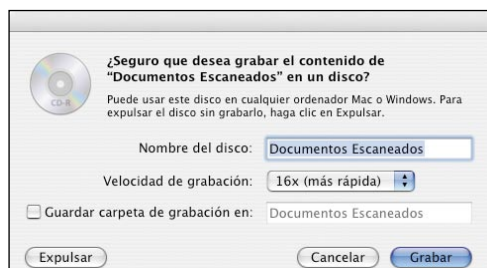 ¿Seguro que desea grabar el contenido de
“Documentos Escaneados” en un disco?
Puede usar este disco en cualquier ordenador Mac o Windows. Para
expulsar el disco sin grabarlo, haga clic en Expulsar.
CD-R
Nombre del disco: Documentos Escaneados
Velocidad de grabación: 16x (más rápida)
Guardar carpeta de grabación en: Documentos Escaneados
Expulsar Cancelar Grabar